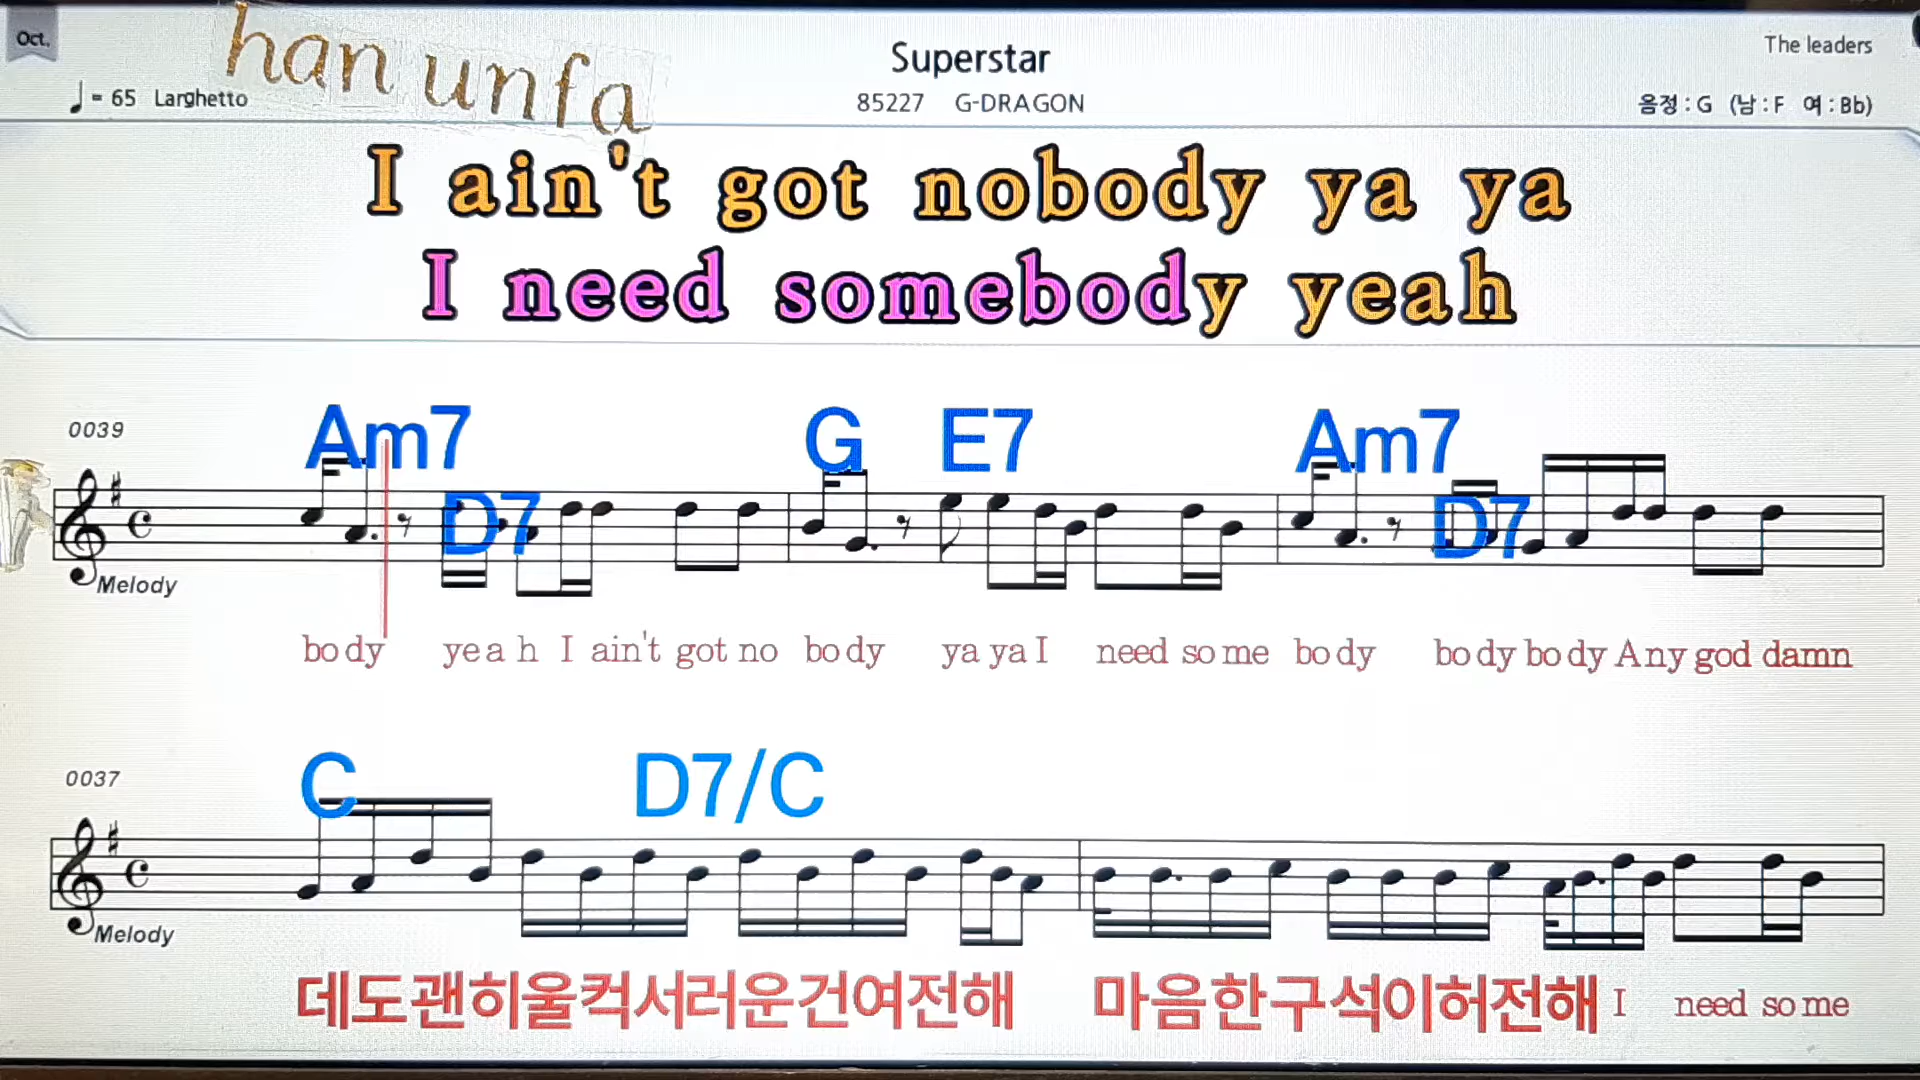 Oct.
han unfa
Superstar
The leaders
♩= 65 Larghetto
85227 G-DRAGON
음정 : G (남 : F 여 : Bb)
I ain't got nobody ya ya
I need somebody yeah
0039
Am7 D7 G E7 Am7 D7
Melody
body yeah I ain't got no body ya ya I need some body body body Any god damn
0037
C D7/C
Melody
데도괜히울컥서러운건여전해 마음한구석이허전해 I need some